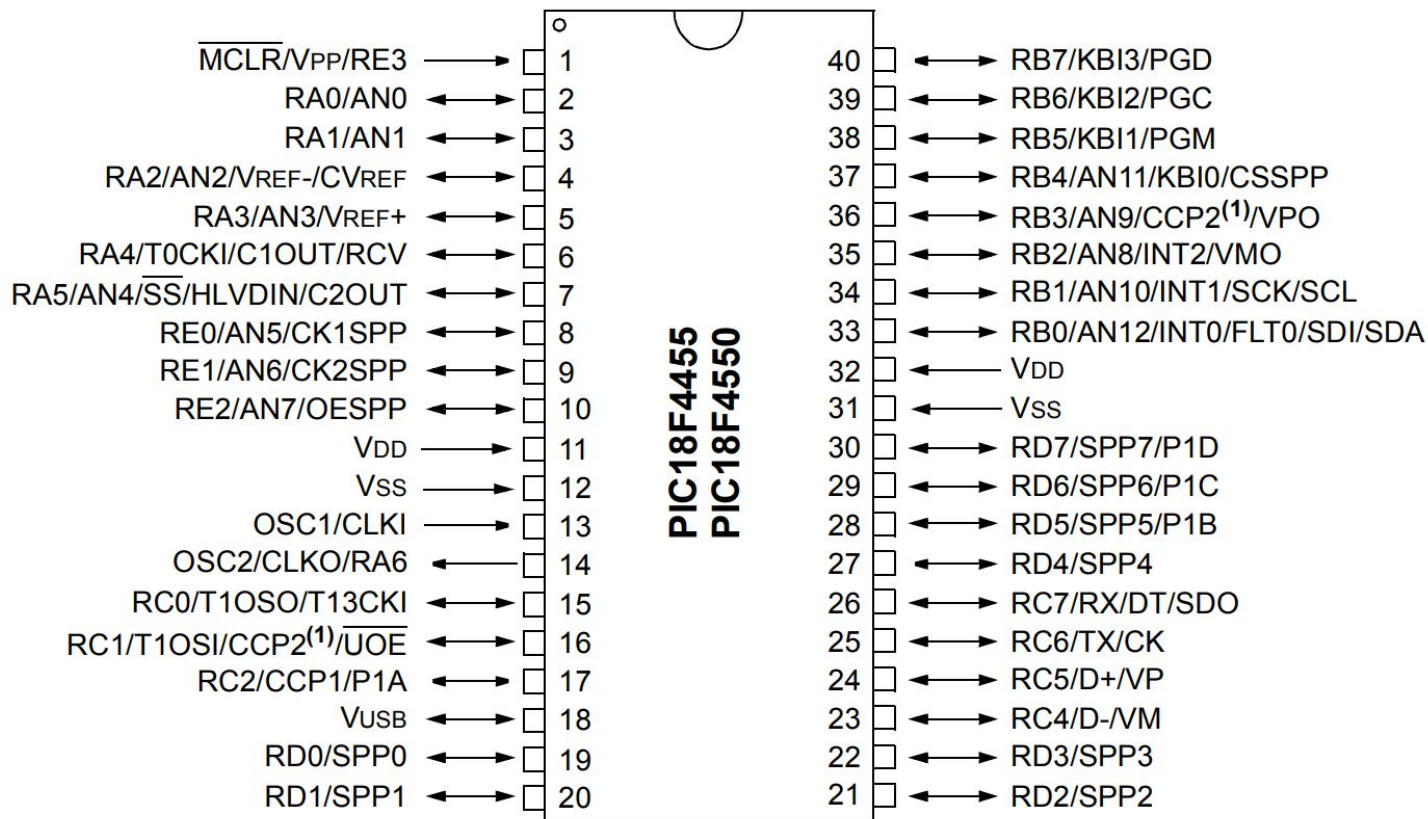 MCLR/VPP/RE3 1
RA0/AN0 2
RA1/AN1 3
RA2/AN2/VREF-/CVREF 4
RA3/AN3/VREF+ 5
RA4/T0CKI/C1OUT/RCV 6
RA5/AN4/SS/HLVDIN/C2OUT 7
RE0/AN5/CK1SPP 8
RE1/AN6/CK2SPP 9
RE2/AN7/OESPP 10
VDD 11
VSS 12
OSC1/CLKI 13
OSC2/CLKO/RA6 14
RC0/T1OSO/T13CKI 15
RC1/T1OSI/CCP2(1)/UOE 16
RC2/CCP1/P1A 17
VUSB 18
RD0/SPP0 19
RD1/SPP1 20
PIC18F4455
PIC18F4550
40 RB7/KBI3/PGD
39 RB6/KBI2/PGC
38 RB5/KBI1/PGM
37 RB4/AN11/KBI0/CSSPP
36 RB3/AN9/CCP2(1)/VPO
35 RB2/AN8/INT2/VMO
34 RB1/AN10/INT1/SCK/SCL
33 RB0/AN12/INT0/FLT0/SDI/SDA
32 VDD
31 VSS
30 RD7/SPP7/P1D
29 RD6/SPP6/P1C
28 RD5/SPP5/P1B
27 RD4/SPP4
26 RC7/RX/DT/SDO
25 RC6/TX/CK
24 RC5/D+/VP
23 RC4/D-/VM
22 RD3/SPP3
21 RD2/SPP2